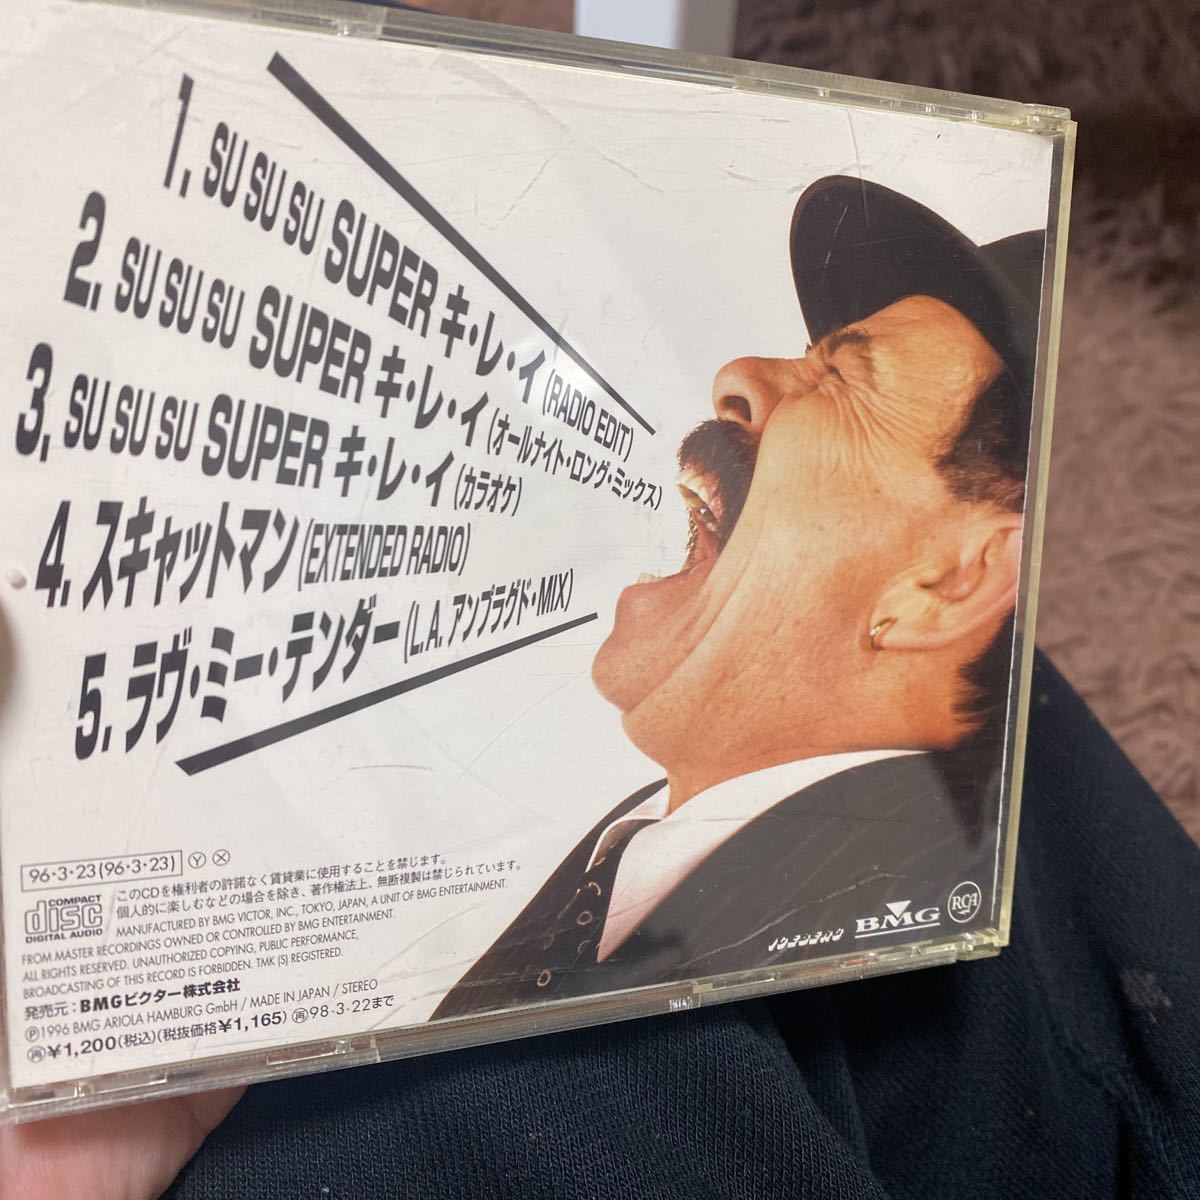 1. SU SU SU SUPER キ・レ・イ (RADIO EDIT)
2. SU SU SU SUPER キ・レ・イ (オールナイト・ロング・ミックス)
3. SU SU SU SUPER キ・レ・イ (カラオケ)
4. スキャットマン (EXTENDED RADIO)
5. ラヴ・ミー・テンダー (L.A. アンプラグド・MIX)
96・3・23(96・3・23) Ⓨ Ⓧ
COMPACT
disc
DIGITAL AUDIO
このCDを権利者の許諾なく賃貸業に使用することを禁じます。
個人的に楽しむなどの場合を除き、著作権法上、無断複製は禁じられています。
MANUFACTURED BY BMG VICTOR, INC., TOKYO, JAPAN, A UNIT OF BMG ENTERTAINMENT.
FROM MASTER RECORDINGS OWNED OR CONTROLLED BY BMG ENTERTAINMENT.
ALL RIGHTS RESERVED. UNAUTHORIZED COPYING, PUBLIC PERFORMANCE,
BROADCASTING OF THIS RECORD IS FORBIDDEN. TMK (S) REGISTERED.
発売元：BMGビクター株式会社
Ⓟ1996 BMG ARIOLA HAMBURG GmbH / MADE IN JAPAN / STEREO
㊢¥1,200(税込)(税抜価格¥1,165) ㊢98・3・22まで
ICEBERG
BMG
RCA